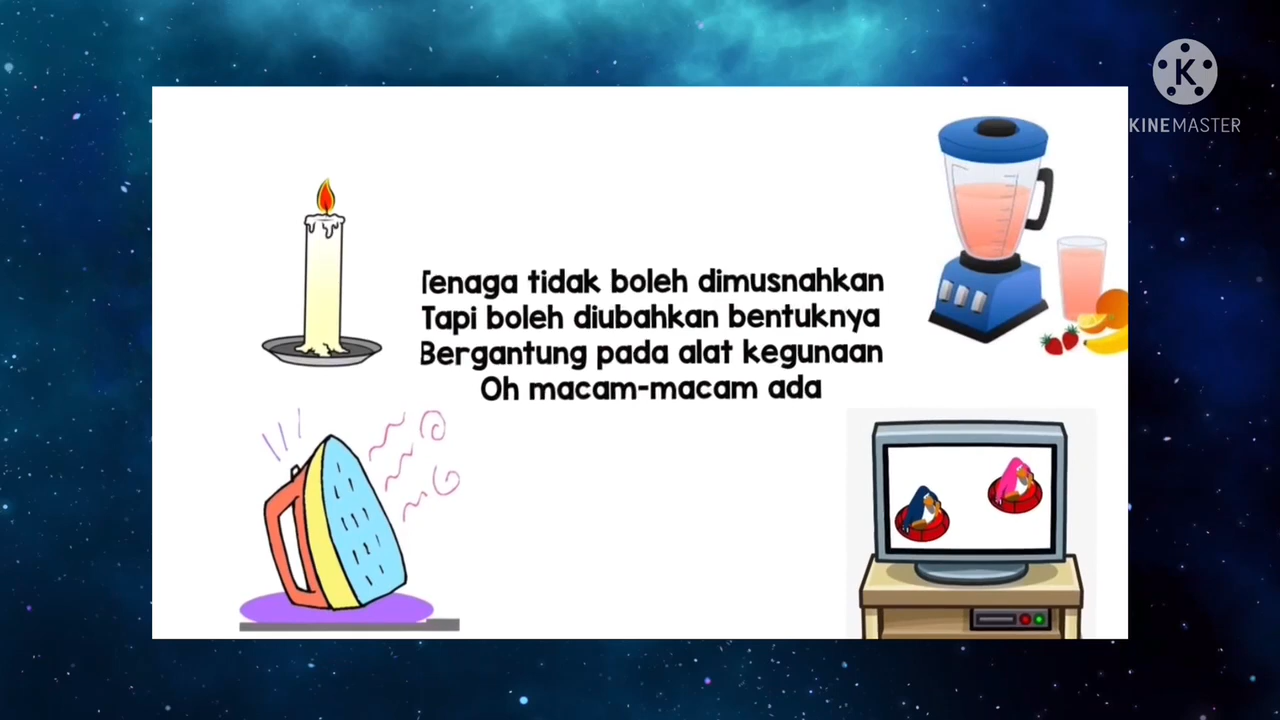 Tenaga tidak boleh dimusnahkan
Tapi boleh diubahkan bentuknya
Bergantung pada alat kegunaan
Oh macam-macam ada
K
KINEMASTER